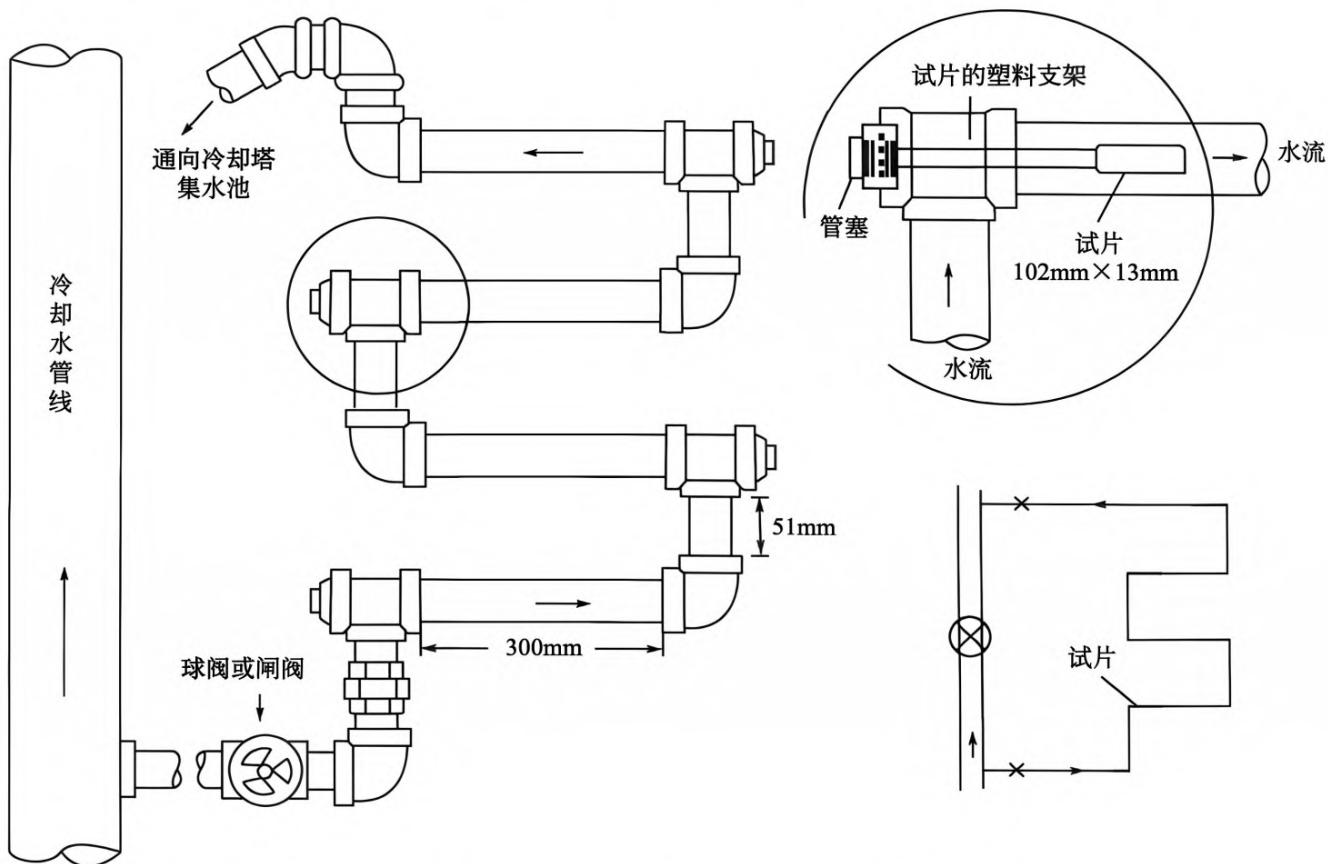 通向冷却塔
集水池
冷却水管线
球阀或闸阀
300mm
51mm
试片的塑料支架
水流
管塞
试片
102mm×13mm
水流
试片